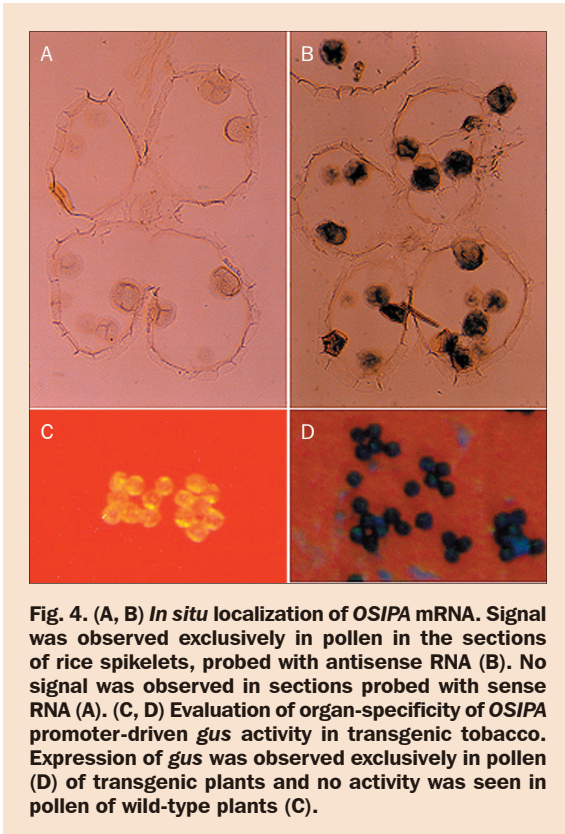 A
B
C
D
Fig. 4. (A, B) In situ localization of OSIPA mRNA. Signal
was observed exclusively in pollen in the sections
of rice spikelets, probed with antisense RNA (B). No
signal was observed in sections probed with sense
RNA (A). (C, D) Evaluation of organ-specificity of OSIPA
promoter-driven gus activity in transgenic tobacco.
Expression of gus was observed exclusively in pollen
(D) of transgenic plants and no activity was seen in
pollen of wild-type plants (C).